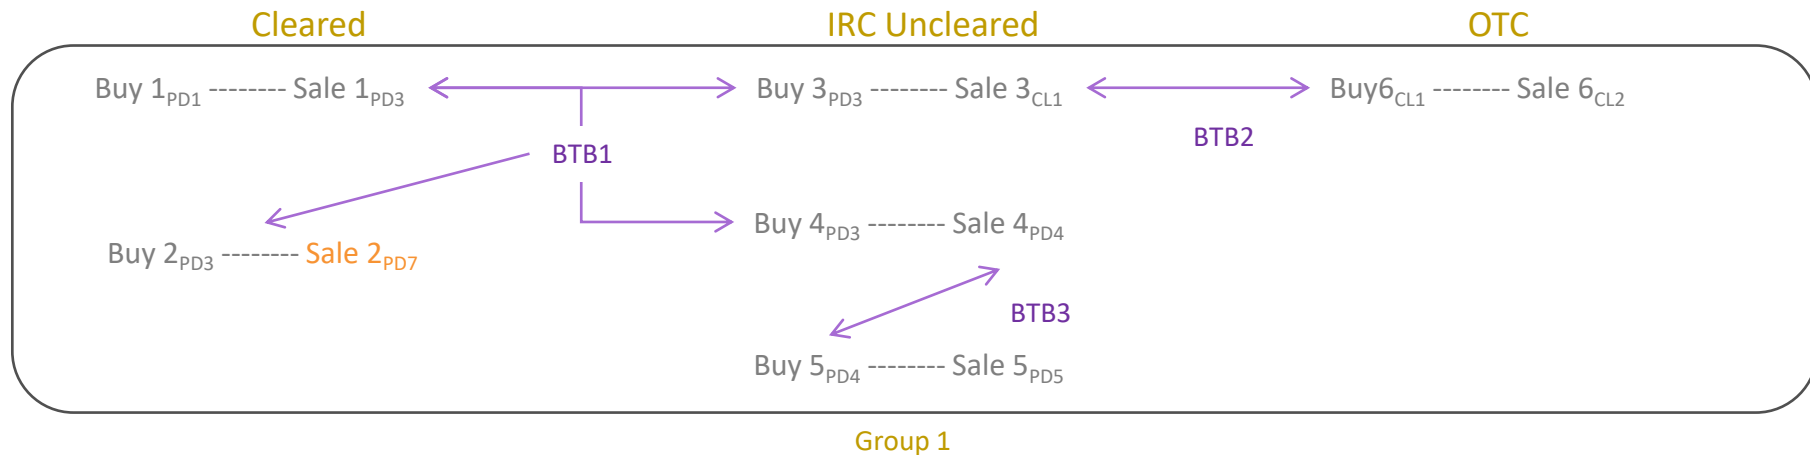 Cleared IRC Uncleared OTC
Buy 1PD1 -------- Sale 1PD3 Buy 3PD3 -------- Sale 3CL1 Buy6CL1 -------- Sale 6CL2
BTB2
BTB1
Buy 4PD3 -------- Sale 4PD4
Buy 2PD3 -------- Sale 2PD7
BTB3
Buy 5PD4 -------- Sale 5PD5
Group 1